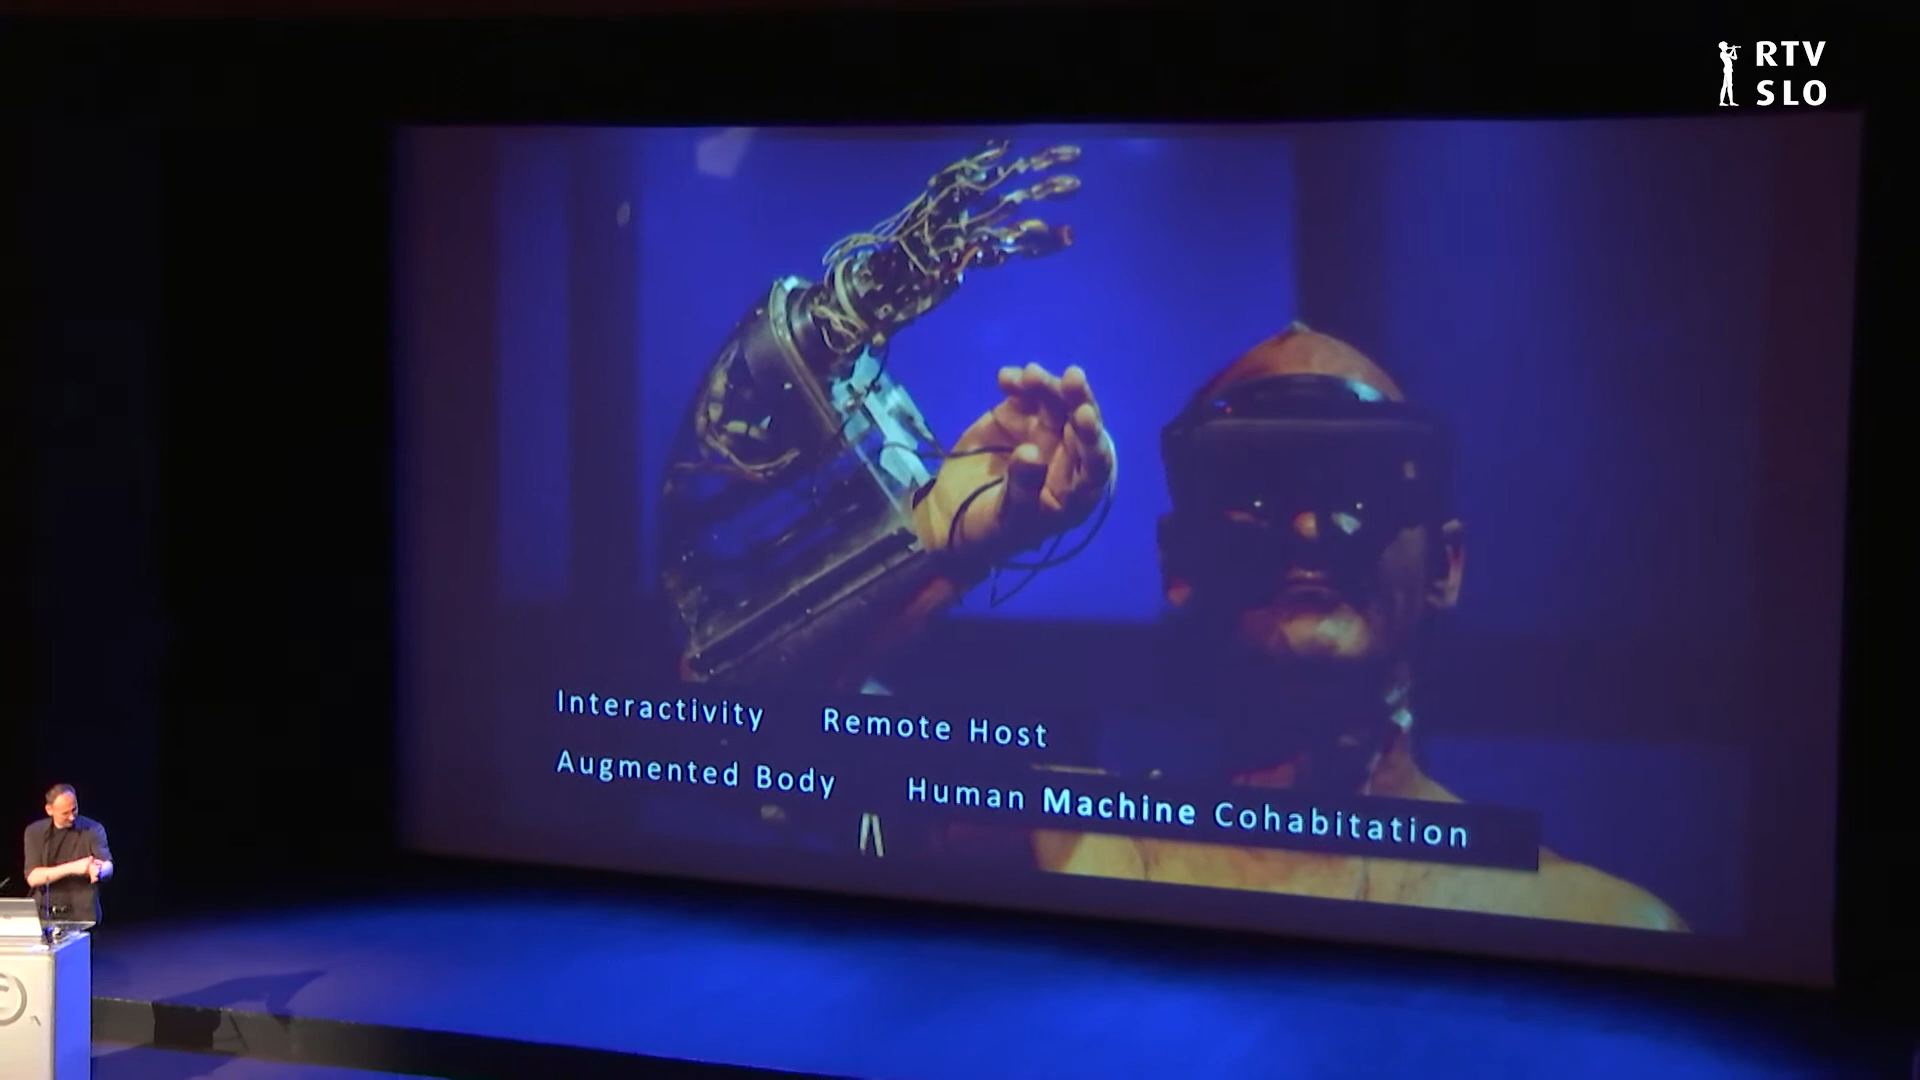 RTV
SLO
Interactivity Remote Host
Augmented Body Human Machine Cohabitation